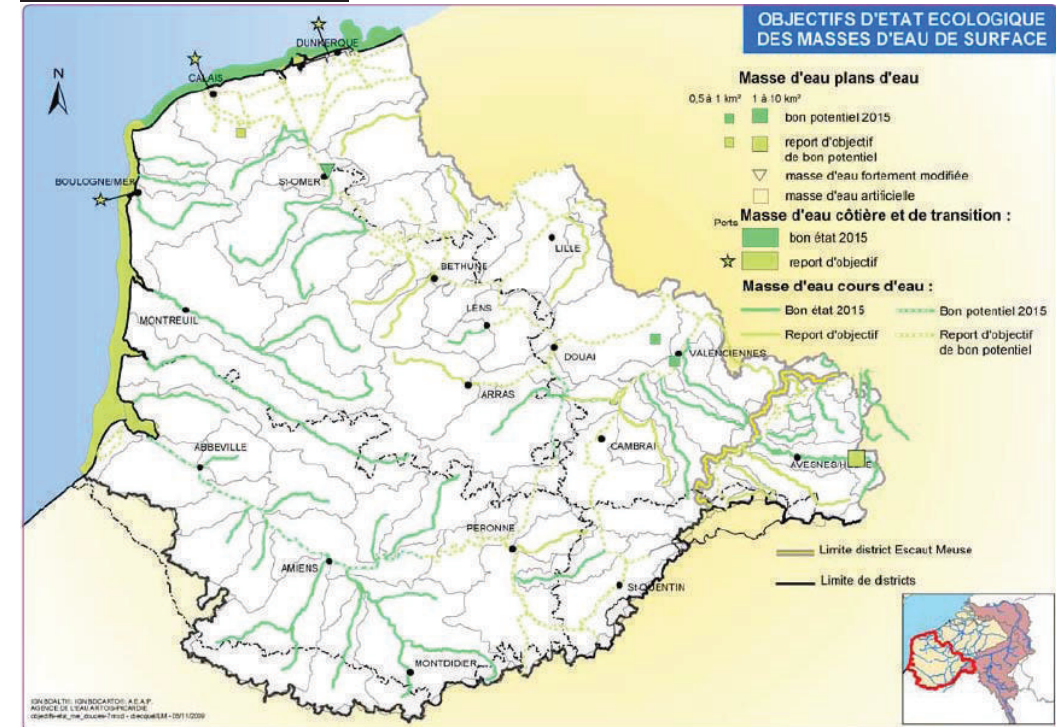 OBJECTIFS D'ETAT ECOLOGIQUE
DES MASSES D'EAU DE SURFACE
Masse d'eau plans d'eau
0,5 à 1 km² 1 à 10 km²
bon potentiel 2015
report d'objectif
de bon potentiel
masse d'eau fortement modifiée
masse d'eau artificielle
Ports
Masse d'eau côtière et de transition :
bon état 2015
report d'objectif
Masse d'eau cours d'eau :
Bon état 2015
Bon potentiel 2015
Report d'objectif
Report d'objectif
de bon potentiel
N
DUNKERQUE
CALAIS
BOULOGNE/MER
St-OMER
LILLE
BETHUNE
MONTREUIL
LENS
DOUAI
VALENCIENNES
ARRAS
ABBEVILLE
CAMBRAI
AVESNES/HELPE
PERONNE
AMIENS
St-QUENTIN
MONTDIDIER
Limite district Escaut Meuse
Limite de districts
AGENCE DE L'EAU ARTOIS-PICARDIE